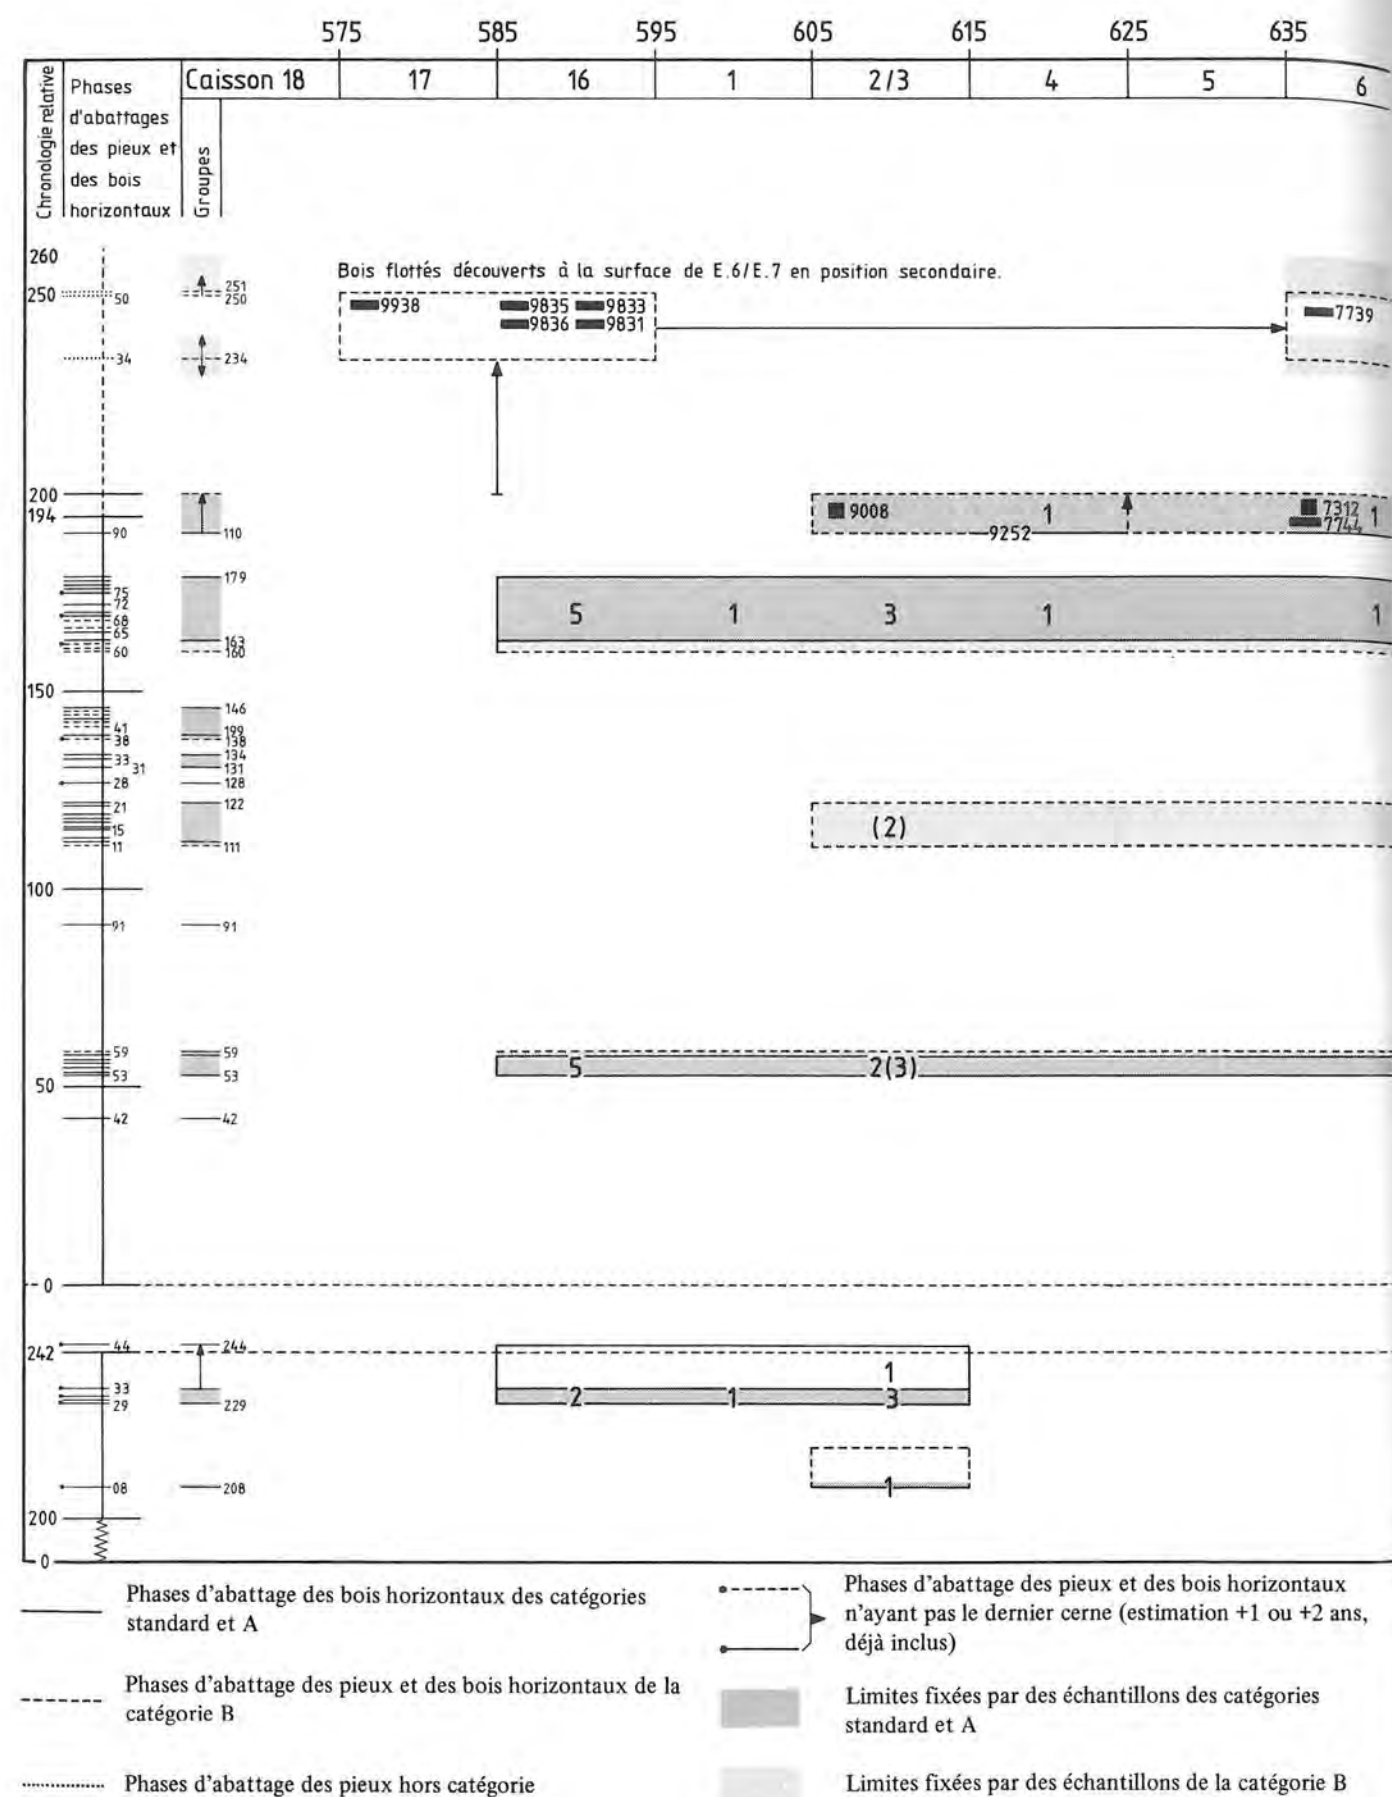 575 585 595 605 615 625 635
Chronologie relative
Phases
d'abattages
des pieux et
des bois
horizontaux
Groupes
Caisson 18 17 16 1 2/3 4 5 6
260
Bois flottés découverts à la surface de E.6/E.7 en position secondaire.
251
250 50 250
9938 9835 9833 7739
9836 9831
34 234
200
194
9008 1 7312 1
7744
90 110 9252
179
75
72 5 1 3 1 1
68
65
163
60 160
150
146
41 199
38 138
134
33
31 131
28 128
21 122
15 (2)
11 111
100
91 91
59 59
5 2(3)
53 53
50
42 42
0
44 244
242
1
33
2 1 3
29 229
08 208 1
200
0
Phases d'abattage des bois horizontaux des catégories
standard et A
Phases d'abattage des pieux et des bois horizontaux de la
catégorie B
Phases d'abattage des pieux hors catégorie
Phases d'abattage des pieux et des bois horizontaux
n'ayant pas le dernier cerne (estimation +1 ou +2 ans,
déjà inclus)
Limites fixées par des échantillons des catégories
standard et A
Limites fixées par des échantillons de la catégorie B